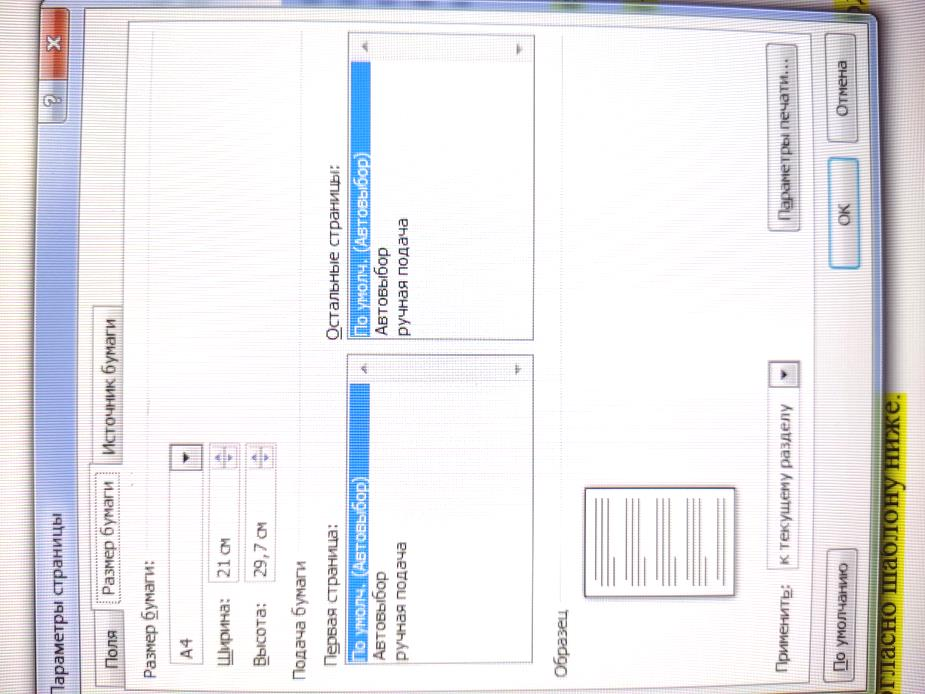 Параметры страницы
Поля
Размер бумаги
Источник бумаги
Размер бумаги:
A4
Ширина: 21 см
Высота: 29,7 см
Подача бумаги
Первая страница:
По умолч. (Автовыбор)
Автовыбор
ручная подача
Остальные страницы:
По умолч. (Автовыбор)
Автовыбор
ручная подача
Образец
Применить: к текущему разделу
Параметры печати...
По умолчанию
ОК
Отмена
шаблону ниже.